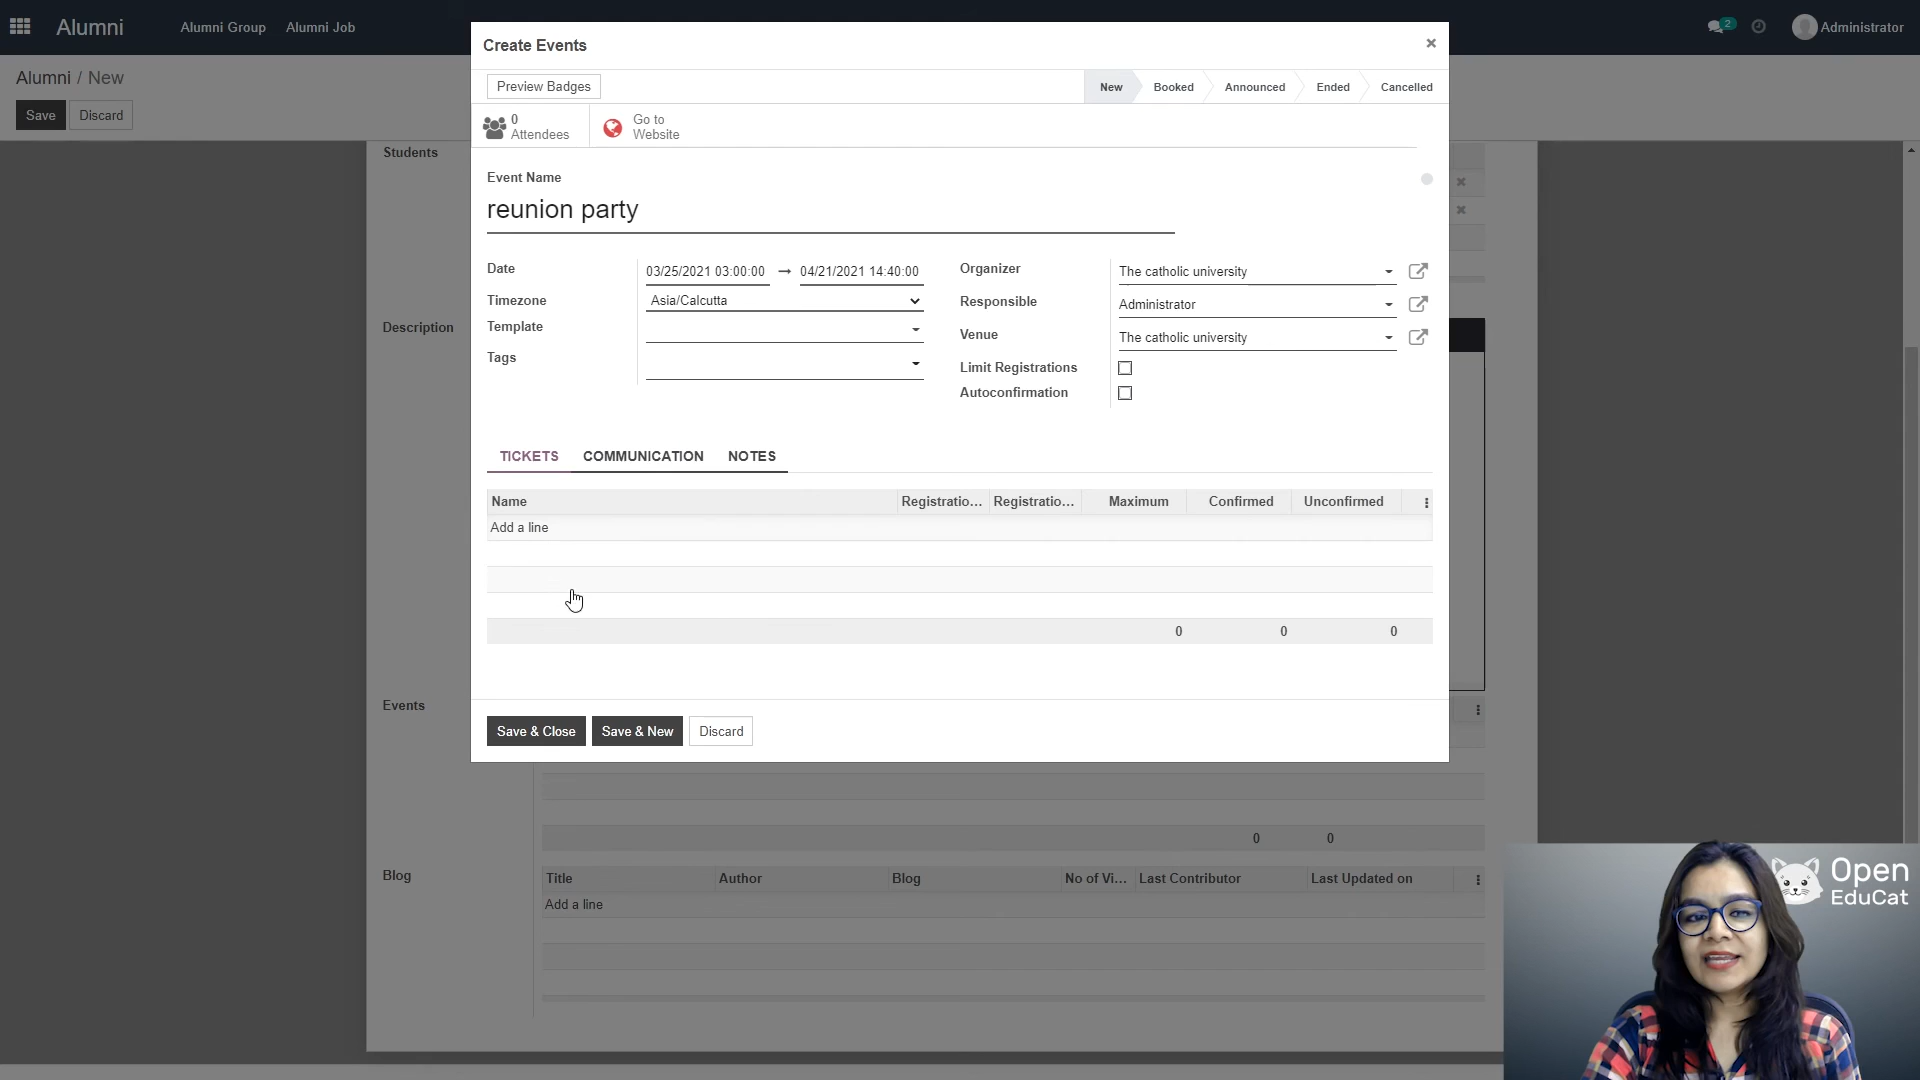 Alumni
Alumni Group
Alumni Job
2
Administrator
Alumni / New
Save
Discard
Create Events
×
Preview Badges
New
Booked
Announced
Ended
Cancelled
0
Attendees
Go to
Website
Students
Event Name
reunion party
Date
03/25/2021 03:00:00
04/21/2021 14:40:00
Timezone
Asia/Calcutta
Template
Tags
Organizer
The catholic university
Responsible
Administrator
Venue
The catholic university
Limit Registrations
Autoconfirmation
Description
TICKETS
COMMUNICATION
NOTES
Name
Registratio...
Registratio...
Maximum
Confirmed
Unconfirmed
Add a line
0
0
0
Events
Save & Close
Save & New
Discard
0
0
Blog
Title
Author
Blog
No of Vi...
Last Contributor
Last Updated on
Add a line
Open
EduCat